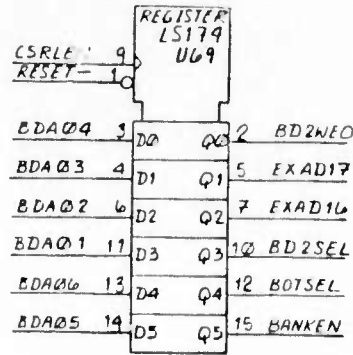 REGISTER
LS174
U69
CSRLE 9
RESET- 1
BDA04 3 D0 Q0 2 BD2WEO
BDA03 4 D1 Q1 5 EXAD17
BDA02 6 D2 Q2 7 EXAD16
BDA01 11 D3 Q3 10 BD2SEL
BDA06 13 D4 Q4 12 BOTSEL
BDA05 14 D5 Q5 15 BANKEN